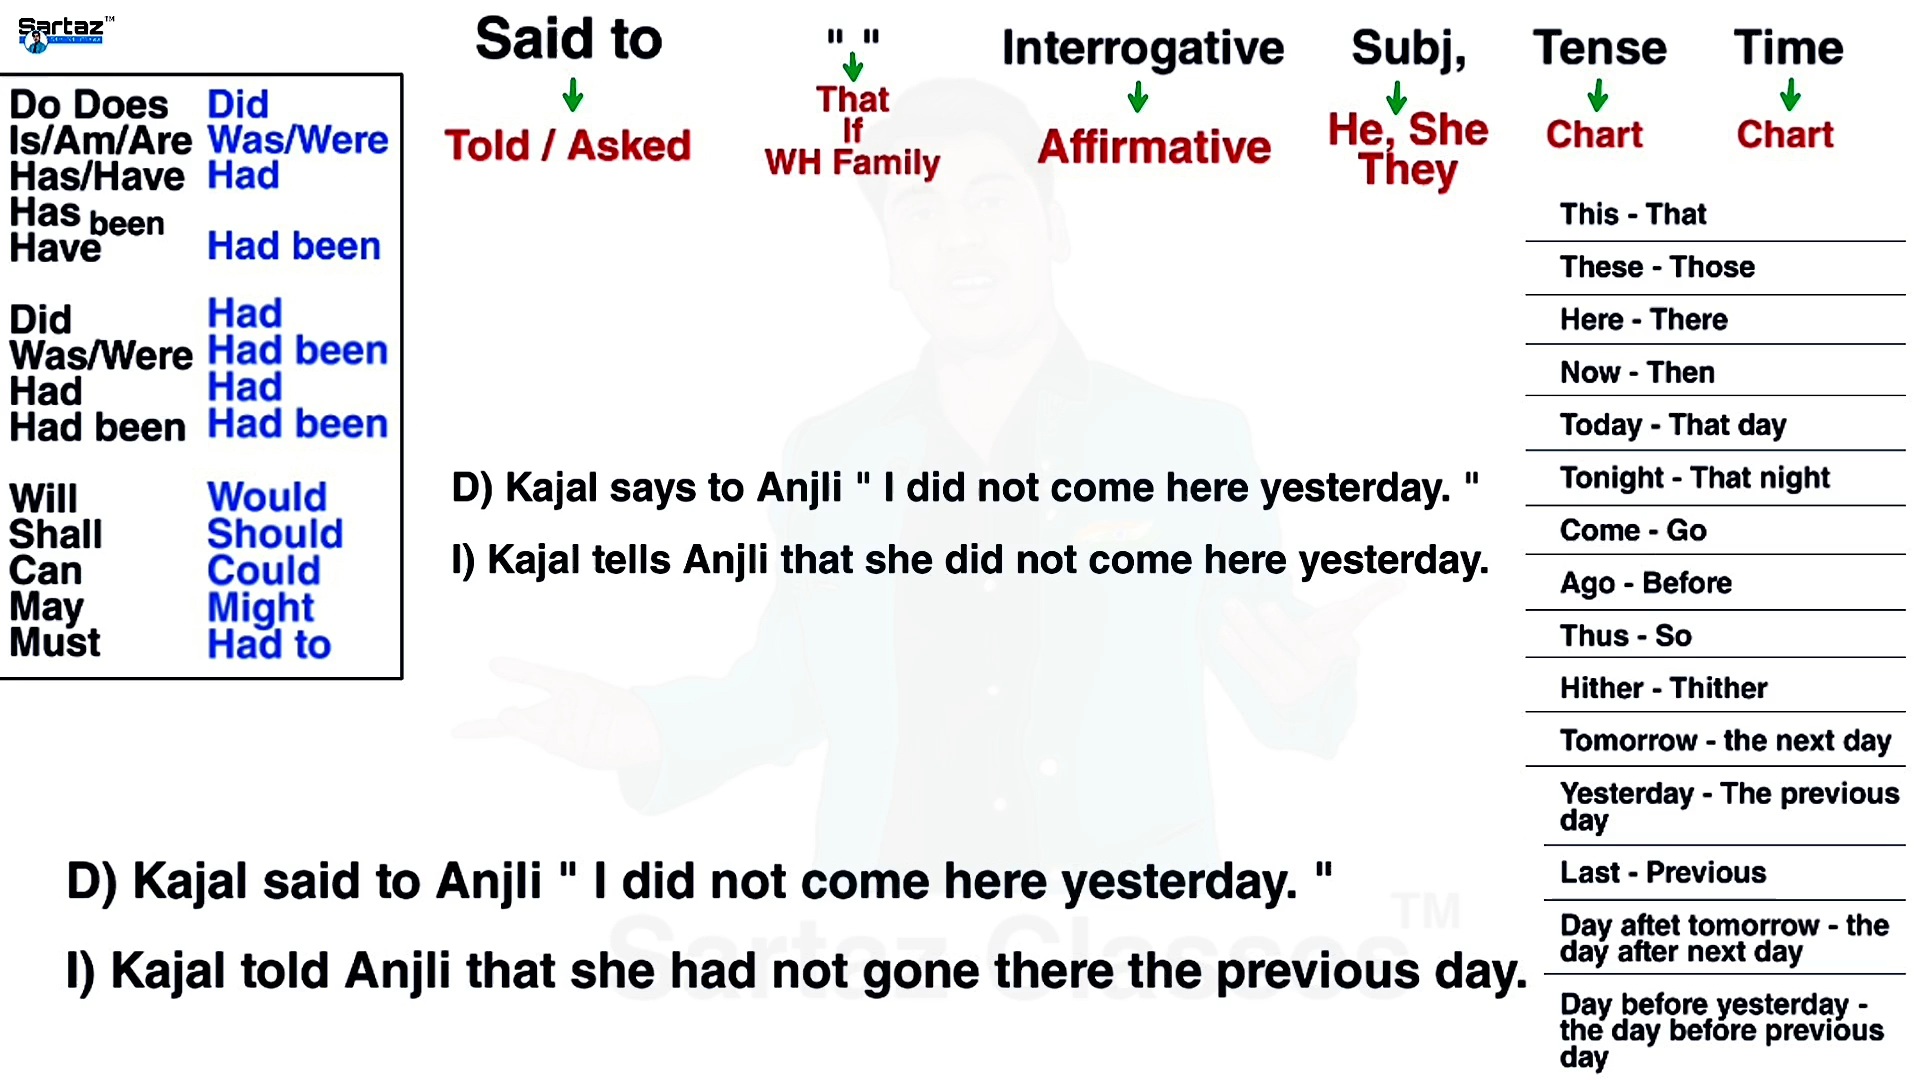 Sartaz™
Said to
" "
Interrogative
Subj,
Tense
Time
Told / Asked
That
If
WH Family
Affirmative
He, She
They
Chart
Chart
Do Does Did
Is/Am/Are Was/Were
Has/Have Had
Has been
Have Had been
Did Had
Was/Were Had been
Had Had
Had been Had been
Will Would
Shall Should
Can Could
May Might
Must Had to
D) Kajal says to Anjli " I did not come here yesterday. "
I) Kajal tells Anjli that she did not come here yesterday.
D) Kajal said to Anjli " I did not come here yesterday. "
I) Kajal told Anjli that she had not gone there the previous day.
This - That
These - Those
Here - There
Now - Then
Today - That day
Tonight - That night
Come - Go
Ago - Before
Thus - So
Hither - Thither
Tomorrow - the next day
Yesterday - The previous
day
Last - Previous
Day aftet tomorrow - the
day after next day
Day before yesterday -
the day before previous
day
Sartaz Classes™